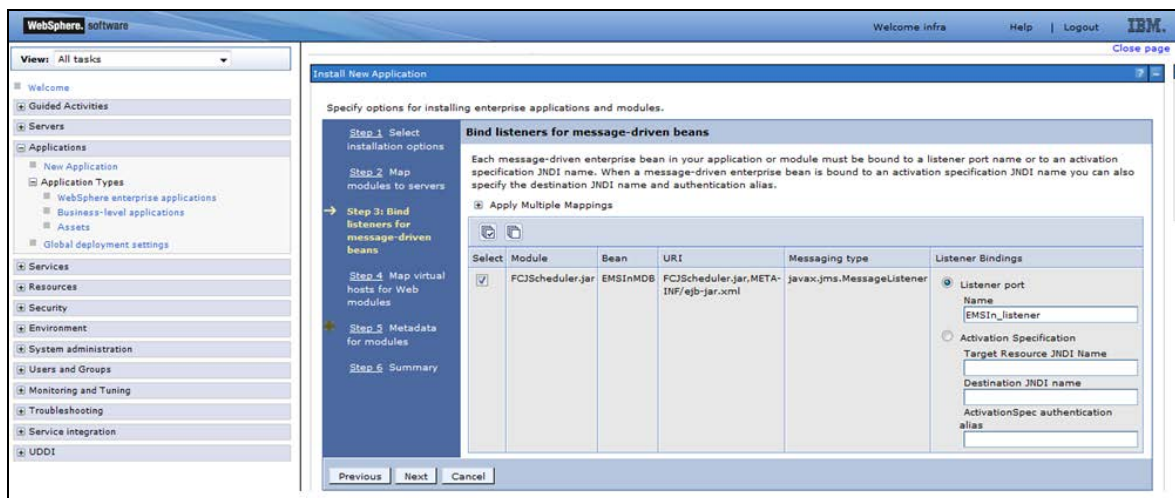 WebSphere. software
Welcome infra
Help | Logout
IBM.
Close page
View: All tasks
Welcome
Guided Activities
Servers
Applications
New Application
Application Types
WebSphere enterprise applications
Business-level applications
Assets
Global deployment settings
Services
Resources
Security
Environment
System administration
Users and Groups
Monitoring and Tuning
Troubleshooting
Service integration
UDDI
Install New Application
? –
Specify options for installing enterprise applications and modules.
Step 1 Select
installation options
Step 2 Map
modules to servers
Step 3: Bind
listeners for
message-driven
beans
Step 4 Map virtual
hosts for Web
modules
Step 5 Metadata
for modules
Step 6 Summary
Bind listeners for message-driven beans
Each message-driven enterprise bean in your application or module must be bound to a listener port name or to an activation
specification JNDI name. When a message-driven enterprise bean is bound to an activation specification JNDI name you can also
specify the destination JNDI name and authentication alias.
Apply Multiple Mappings
Select Module Bean URI Messaging type Listener Bindings
FCJScheduler.jar EMSInMDB FCJScheduler.jar,META-
INF/ejb-jar.xml
javax.jms.MessageListener
Listener port
Name
EMSIn_listener
Activation Specification
Target Resource JNDI Name
Destination JNDI name
ActivationSpec authentication
alias
Previous Next Cancel